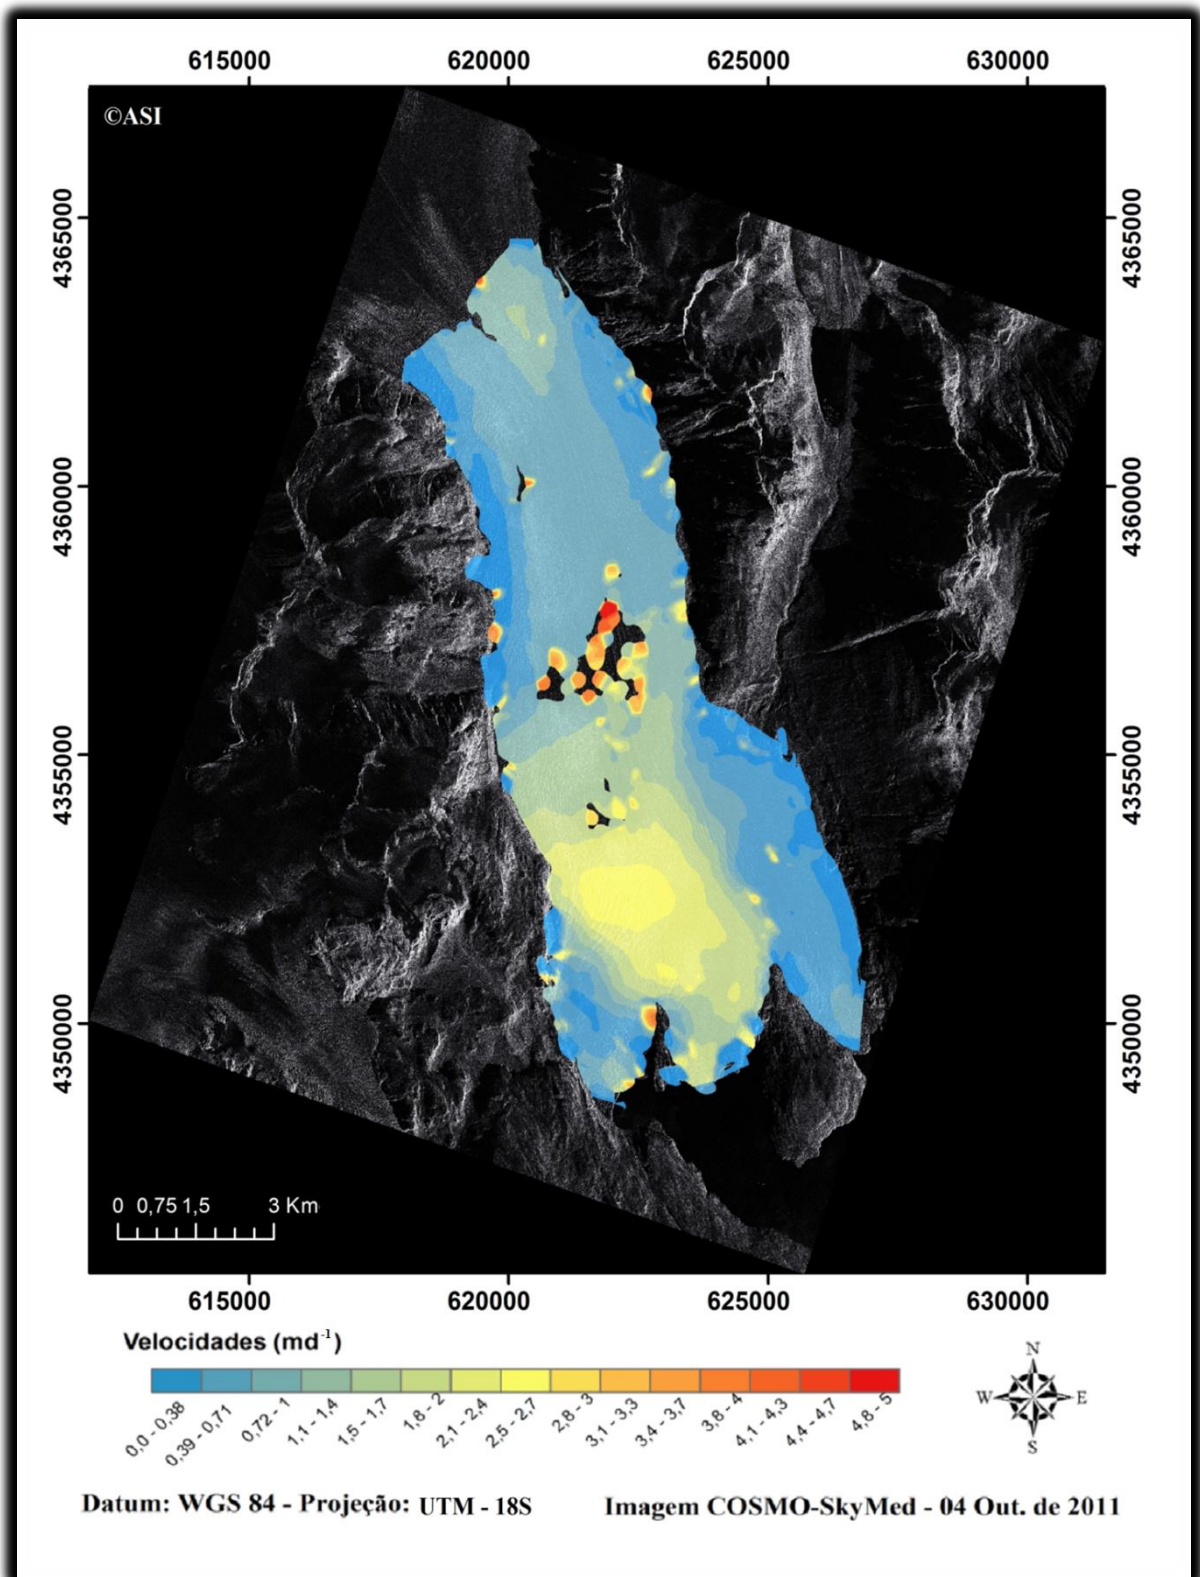 615000 620000 625000 630000
©ASI
4365000 4365000
4360000 4360000
4355000 4355000
4350000 4350000
0 0,75 1,5 3 Km
615000 620000 625000 630000
Velocidades (md⁻¹)
0,0 - 0,38 0,39 - 0,71 0,72 - 1 1,1 - 1,4 1,5 - 1,7 1,8 - 2 2,1 - 2,4 2,5 - 2,7 2,8 - 3 3,1 - 3,3 3,4 - 3,7 3,8 - 4 4,1 - 4,3 4,4 - 4,7 4,8 - 5
N
W E
S
Datum: WGS 84 - Projeção: UTM - 18S Imagem COSMO-SkyMed - 04 Out. de 2011